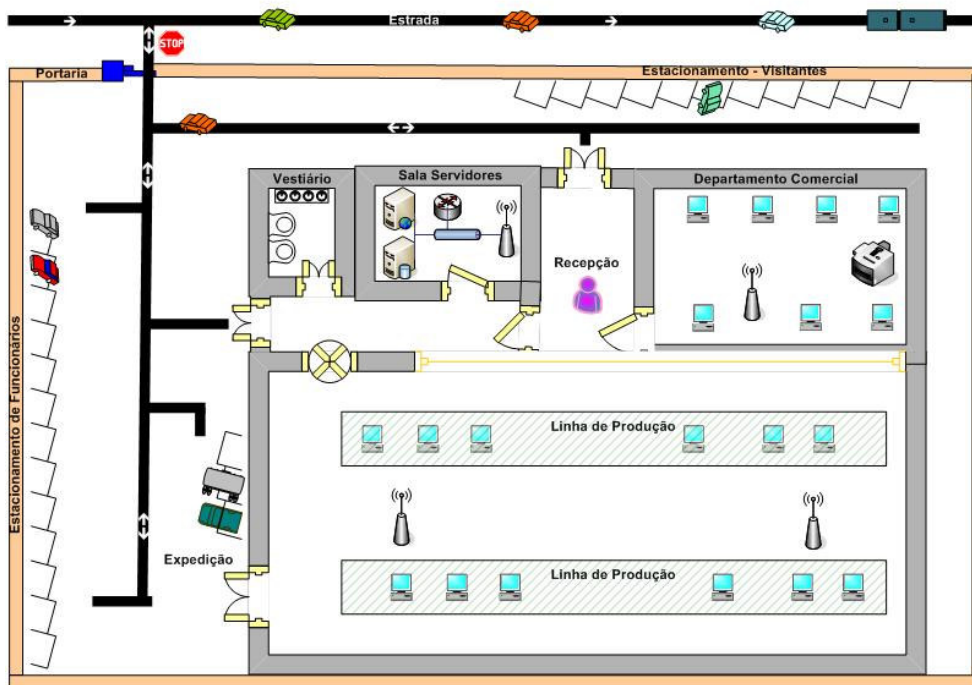 Estrada
STOP
Portaria
Estacionamento - Visitantes
Vestiário
Sala Servidores
Departamento Comercial
Recepção
Estacionamento de Funcionários
Linha de Produção
Expedição
Linha de Produção